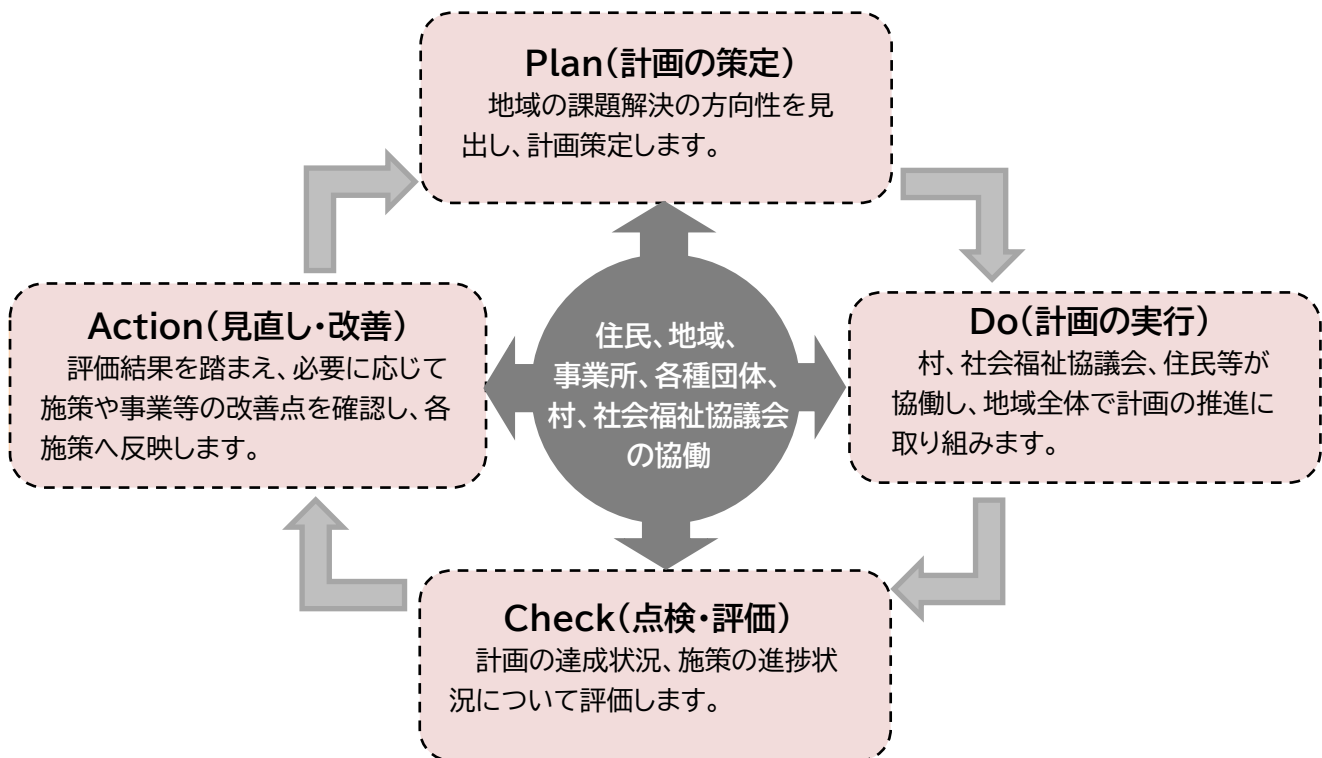 Plan(計画の策定)
地域の課題解決の方向性を見
出し、計画策定します。
Action(見直し・改善)
評価結果を踏まえ、必要に応じて
施策や事業等の改善点を確認し、各
施策へ反映します。
住民、地域、
事業所、各種団体、
村、社会福祉協議会
の協働
Do(計画の実行)
村、社会福祉協議会、住民等が
協働し、地域全体で計画の推進に
取り組みます。
Check(点検・評価)
計画の達成状況、施策の進捗状
況について評価します。